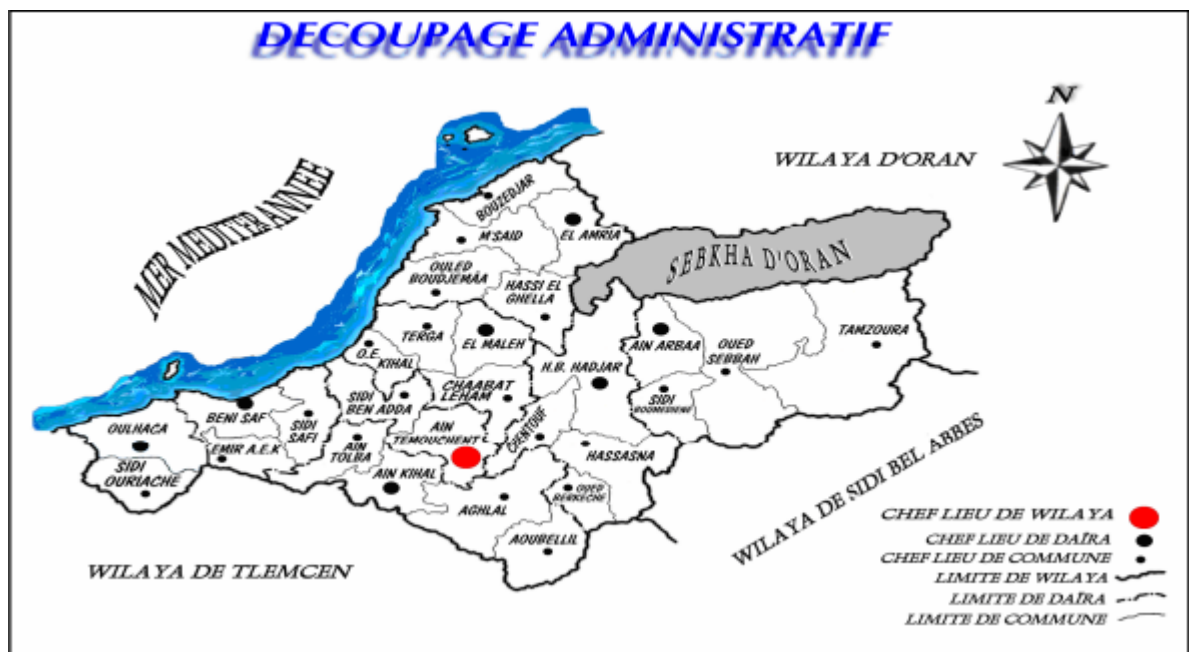 DECOUPAGE ADMINISTRATIF
N
WILAYA D'ORAN
MER MEDITERANNEE
BOUZEDJAR
EL AMRIA
M'SAID
SEBKHA D'ORAN
OULED
BOUDJEMÂA
HASSI EL
GHELLA
TERGA
EL MALEH
AIN ARBAA
OUED
SEBBAH
TAMZOURA
O.E.
KIHAL
H.B. HADJAR
CHAABAT
LEHAM
SIDI
BEN ADDA
SIDI
BOUMEDIENE
BENI SAF
SIDI
SAFI
OULHACA
AIN
TEMOUCHENT
CIENTOUF
EMIR A.E.K
AIN
TOLBA
HASSASNA
SIDI
OURIACHE
AIN KIHAL
AGHLAL
OUED
BERKECHE
AOUBELLIL
WILAYA DE TLEMCEN
WILAYA DE SIDI BEL ABBES
CHEF LIEU DE WILAYA
CHEF LIEU DE DAÏRA
CHEF LIEU DE COMMUNE
LIMITE DE WILAYA
LIMITE DE DAÏRA
LIMITE DE COMMUNE